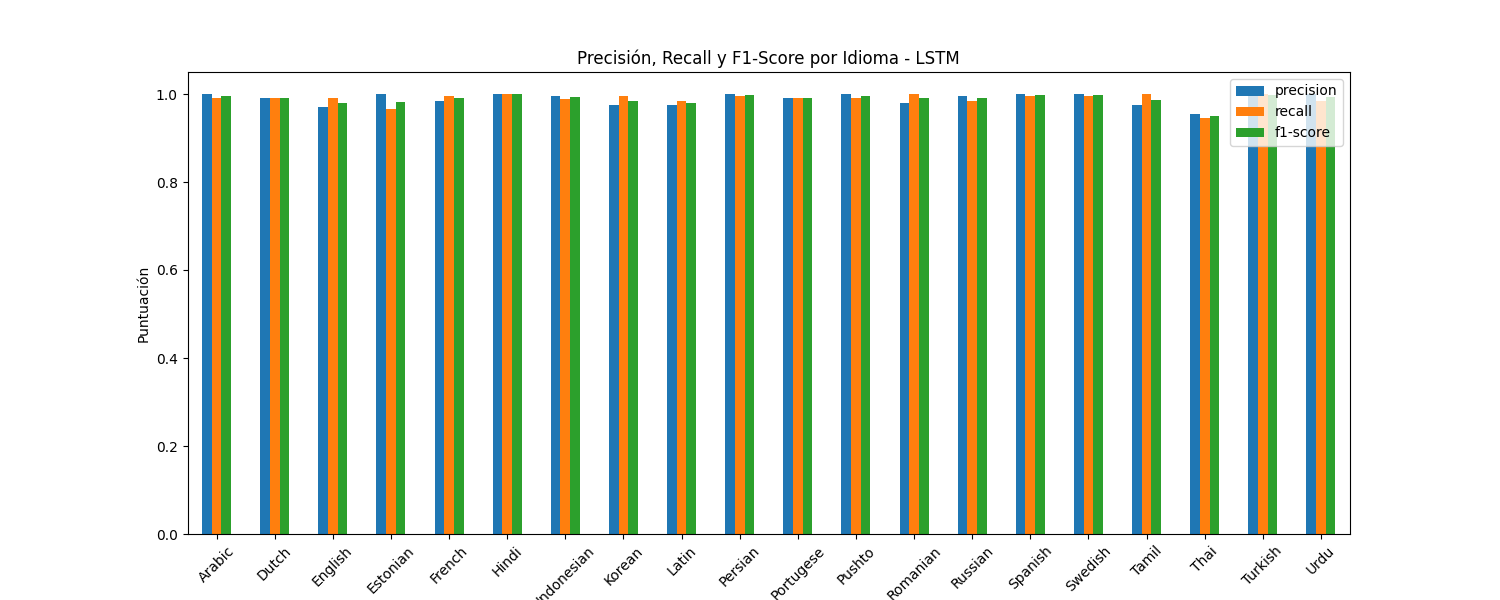 Precisión, Recall y F1-Score por Idioma - LSTM
precision
recall
f1-score
Puntuación
1.0
0.8
0.6
0.4
0.2
0.0
Arabic
Dutch
English
Estonian
French
Hindi
Indonesian
Korean
Latin
Persian
Portugese
Pushto
Romanian
Russian
Spanish
Swedish
Tamil
Thai
Turkish
Urdu